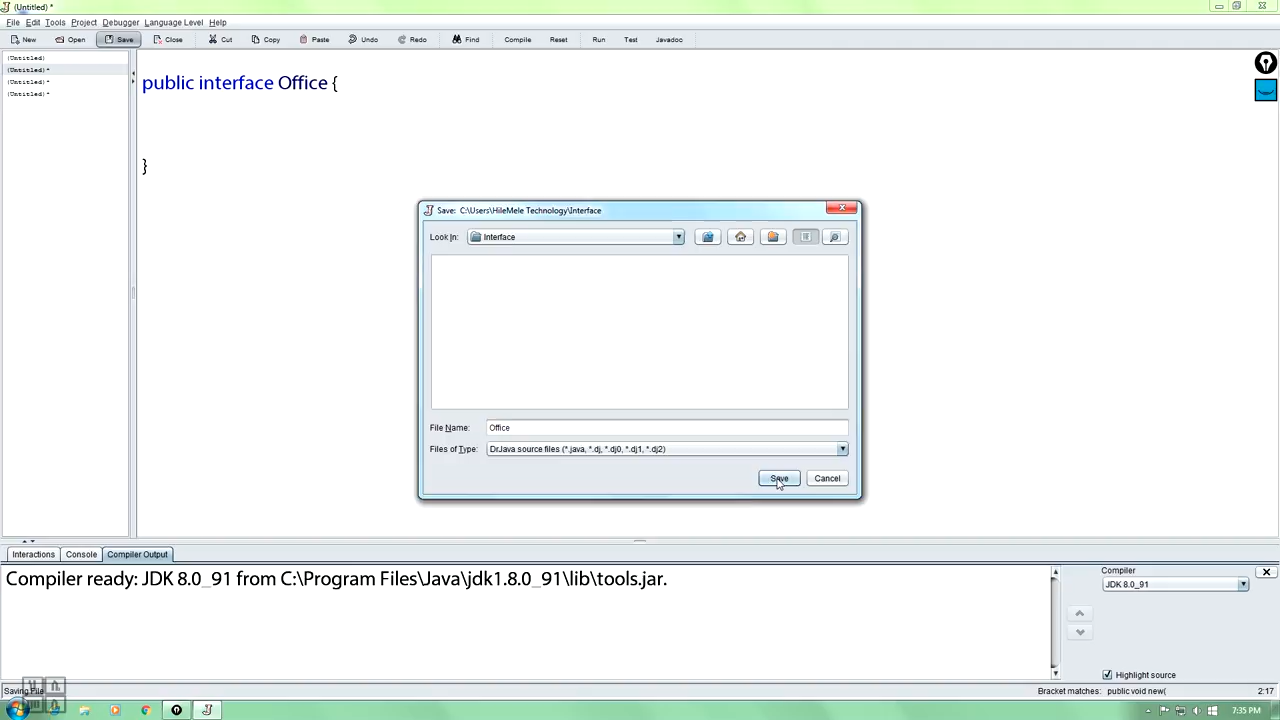 (Untitled) *
File Edit Tools Project Debugger Language Level Help
New Open Save Close Cut Copy Paste Undo Redo Find Compile Reset Run Test Javadoc
(Untitled)
(Untitled) *
(Untitled) *
(Untitled) *
public interface Office {
}
Save: C:\Users\HileMele Technology\Interface
Look In: Interface
File Name: Office
Files of Type: DrJava source files (*.java, *.dj, *.dj0, *.dj1, *.dj2)
Save Cancel
Interactions Console Compiler Output
Compiler ready: JDK 8.0_91 from C:\Program Files\Java\jdk1.8.0_91\lib\tools.jar.
Compiler
JDK 8.0_91
Highlight source
Saving File
Bracket matches: public void new( 2:17
7:35 PM